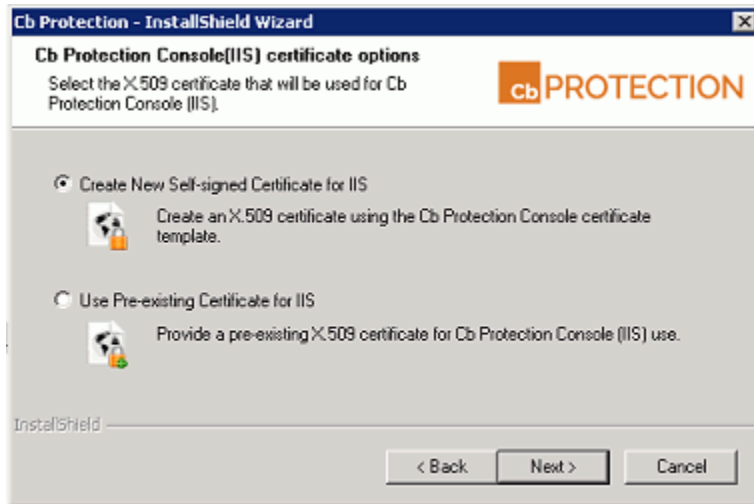 Cb Protection - InstallShield Wizard
Cb Protection Console(IIS) certificate options
Select the X.509 certificate that will be used for Cb
Protection Console (IIS).
Cb PROTECTION
Create New Self-signed Certificate for IIS
Create an X.509 certificate using the Cb Protection Console certificate
template.
Use Pre-existing Certificate for IIS
Provide a pre-existing X.509 certificate for Cb Protection Console (IIS) use.
InstallShield
< Back
Next >
Cancel